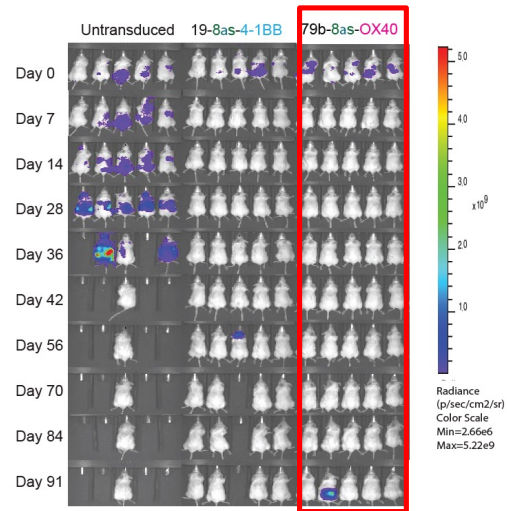 Untransduced 19-8as-4-1BB 79b-8as-OX40
Day 0
Day 7
Day 14
Day 28
Day 36
Day 42
Day 56
Day 70
Day 84
Day 91
5.0
4.0
3.0
x10⁹
2.0
1.0
Radiance
(p/sec/cm2/sr)
Color Scale
Min=2.66e6
Max=5.22e9